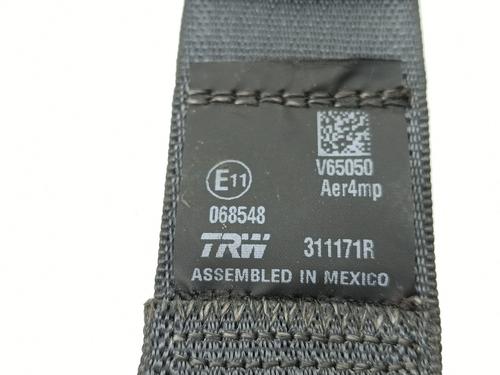 V65050
E11
Aer4mp
068548
TRW 311171R
ASSEMBLED IN MEXICO